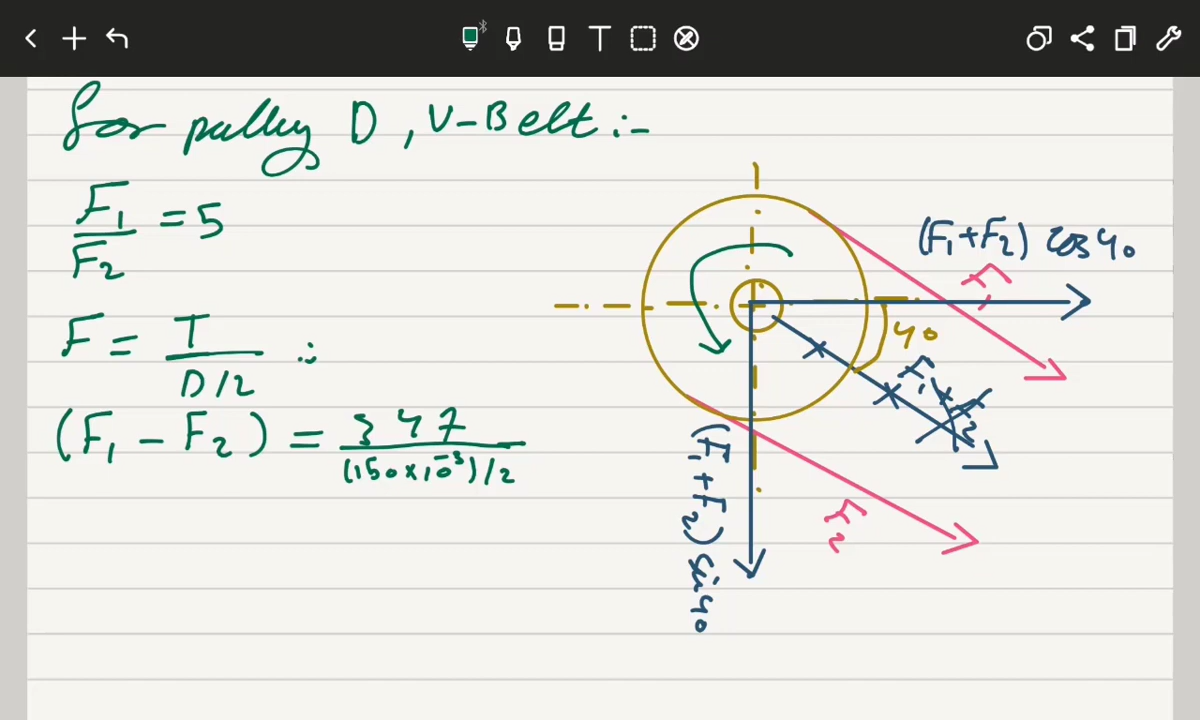 for pulley D, V-Belt :-
F₁/F₂ = 5
F = T/(D/2) ∴
(F₁ - F₂) = 347/((150×10⁻³)/2)
(F₁+F₂) cos 40
F₁
40
F₁+F₂
(F₁+F₂) sin 40
F₂